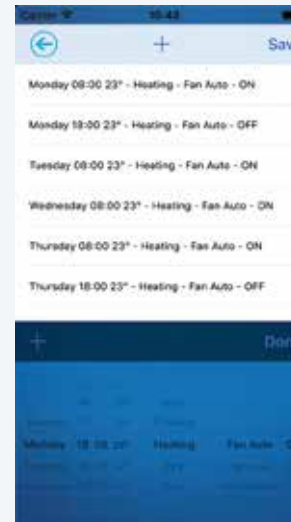 Carrier 10:43
+ Sav
Monday 08:00 23° - Heating - Fan Auto - ON
Monday 18:00 23° - Heating - Fan Auto - OFF
Tuesday 08:00 23° - Heating - Fan Auto - ON
Wednesday 08:00 23° - Heating - Fan Auto - ON
Thursday 08:00 23° - Heating - Fan Auto - ON
Thursday 18:00 23° - Heating - Fan Auto - OFF
+ Don
Monday Heating Fan Auto